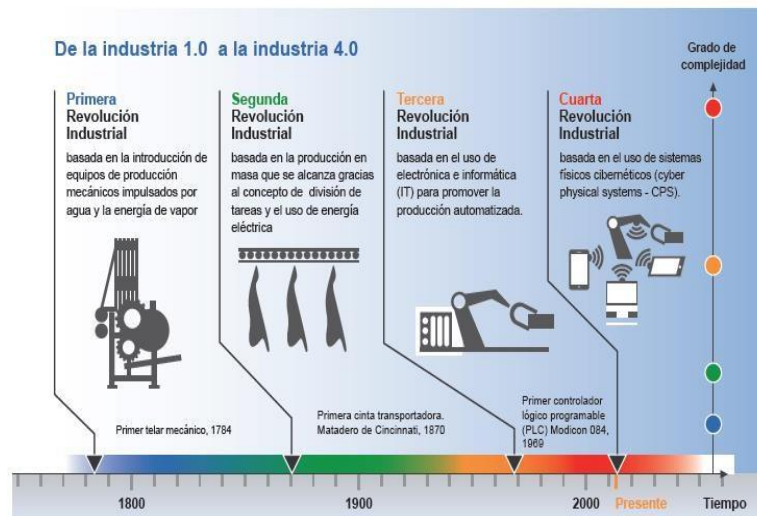 De la industria 1.0 a la industria 4.0
Grado de
complejidad
Primera
Revolución
Industrial
basada en la introducción de
equipos de producción
mecánicos impulsados por
agua y la energía de vapor
Segunda
Revolución
Industrial
basada en la producción en
masa que se alcanza gracias
al concepto de división de
tareas y el uso de energía
eléctrica
Tercera
Revolución
Industrial
basada en el uso de
electrónica e informática
(IT) para promover la
producción automatizada.
Cuarta
Revolución
Industrial
basada en el uso de sistemas
físicos cibernéticos (cyber
physical systems - CPS).
Primer telar mecánico, 1784
Primera cinta transportadora.
Matadero de Cincinnati, 1870
Primer controlador
lógico programable
(PLC) Modicon 084,
1969
1800
1900
2000
Presente
Tiempo